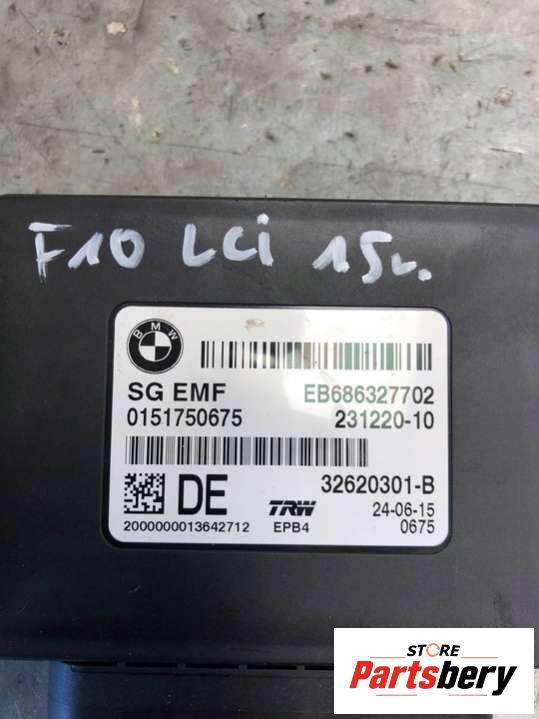 F10 LCi 15r.
BMW
SG EMF EB686327702
0151750675 231220-10
DE TRW 32620301-B
24-06-15
2000000013642712 EPB4 0675
STORE
Partsbery